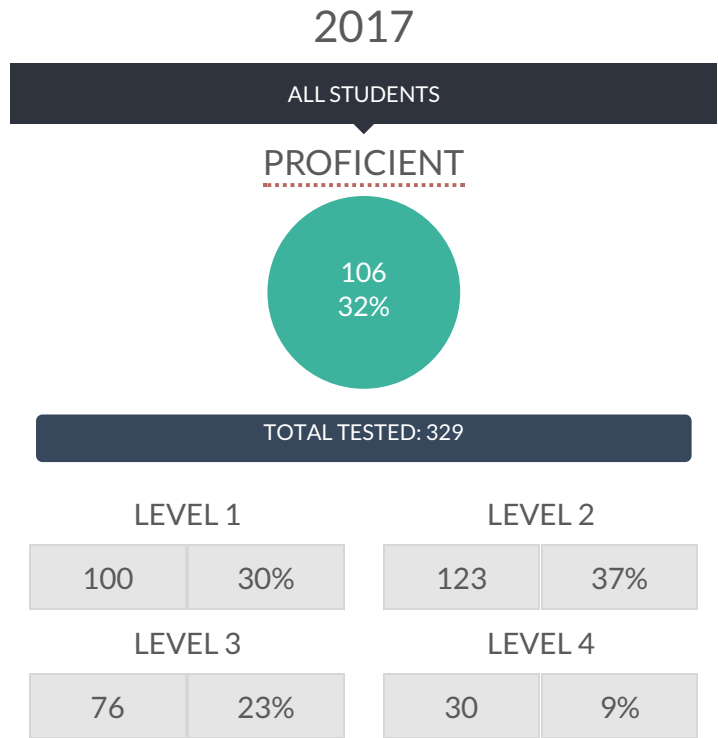 2017
ALL STUDENTS
PROFICIENT
106
32%
TOTAL TESTED: 329
LEVEL 1
LEVEL 2
100 30%
123 37%
LEVEL 3
LEVEL 4
76 23%
30 9%